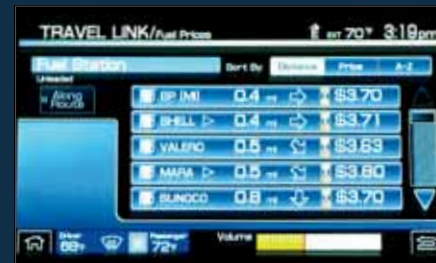 TRAVEL LINK/Fuel Prices EXT 70° 3:19pm
Fuel Station Sort By Distance Price A-Z
Unleaded
Along Route
BP (MI) 0.4 mi $3.70
SHELL 0.4 mi $3.71
VALERO 0.5 mi $3.63
MARA 0.5 mi $3.80
SUNOCO 0.8 mi $3.70
Driver 68° Passenger 72° Volume